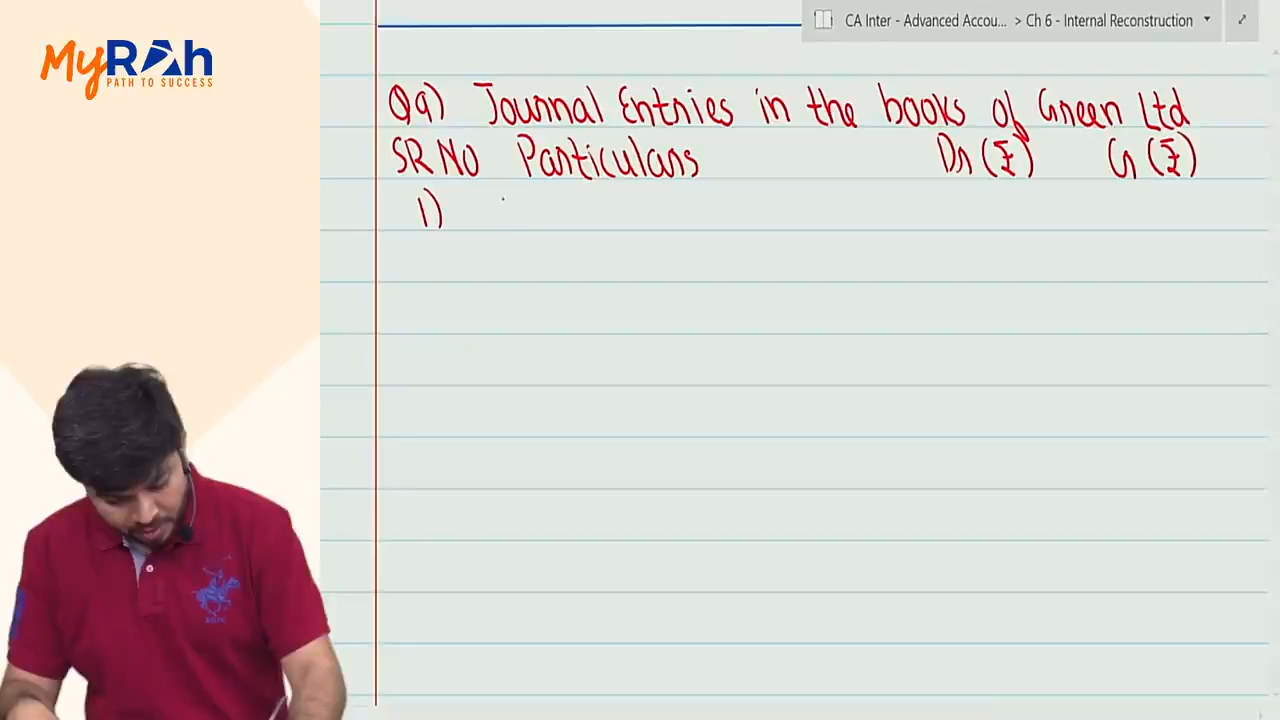 MyRAh
PATH TO SUCCESS
CA Inter - Advanced Accou... > Ch 6 - Internal Reconstruction
Q9) Journal Entries in the books of Green Ltd
SR NO Particulars Dr (₹) Cr (₹)
1)